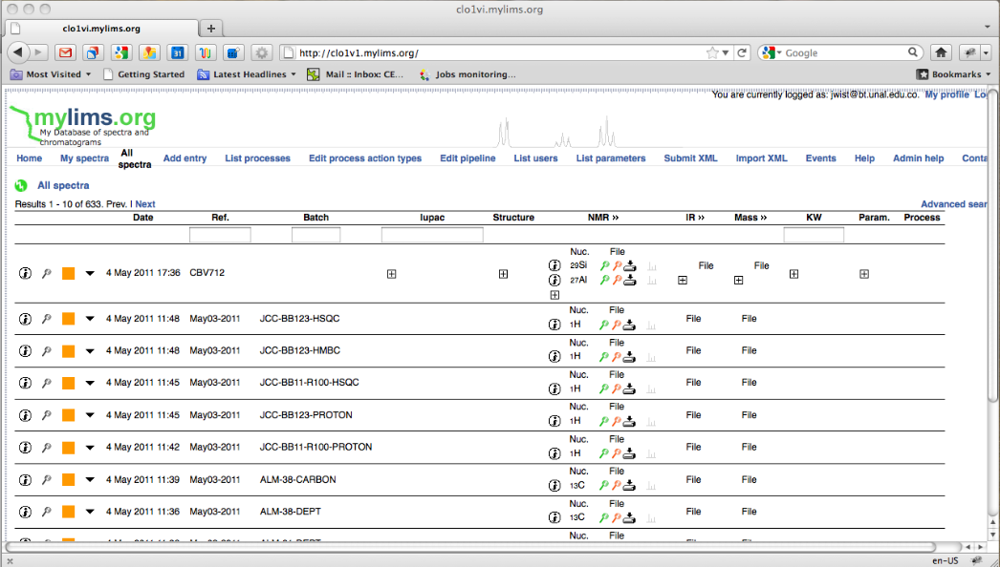 clo1vi.mylims.org
clo1vi.mylims.org
http://clo1v1.mylims.org/
Google
Most Visited Getting Started Latest Headlines Mail :: Inbox: CE... Jobs monitoring... Bookmarks
You are currently logged as: jwist@bt.unal.edu.co. My profile Lo
mylims.org
My Database of spectra and
chromatograms
Home My spectra All spectra Add entry List processes Edit process action types Edit pipeline List users List parameters Submit XML Import XML Events Help Admin help Conta
All spectra
Results 1 - 10 of 633. Prev. | Next Advanced sear
Date Ref. Batch Iupac Structure NMR » IR » Mass » KW Param. Process
Nuc. File
4 May 2011 17:36 CBV712 29Si File File
27Al
Nuc. File
4 May 2011 11:48 May03-2011 JCC-BB123-HSQC 1H File File
Nuc. File
4 May 2011 11:48 May03-2011 JCC-BB123-HMBC 1H File File
Nuc. File
4 May 2011 11:45 May03-2011 JCC-BB11-R100-HSQC 1H File File
Nuc. File
4 May 2011 11:45 May03-2011 JCC-BB123-PROTON 1H File File
Nuc. File
4 May 2011 11:42 May03-2011 JCC-BB11-R100-PROTON 1H File File
Nuc. File
4 May 2011 11:39 May03-2011 ALM-38-CARBON 13C File File
Nuc. File
4 May 2011 11:36 May03-2011 ALM-38-DEPT 13C File File
Nuc. File
en-US